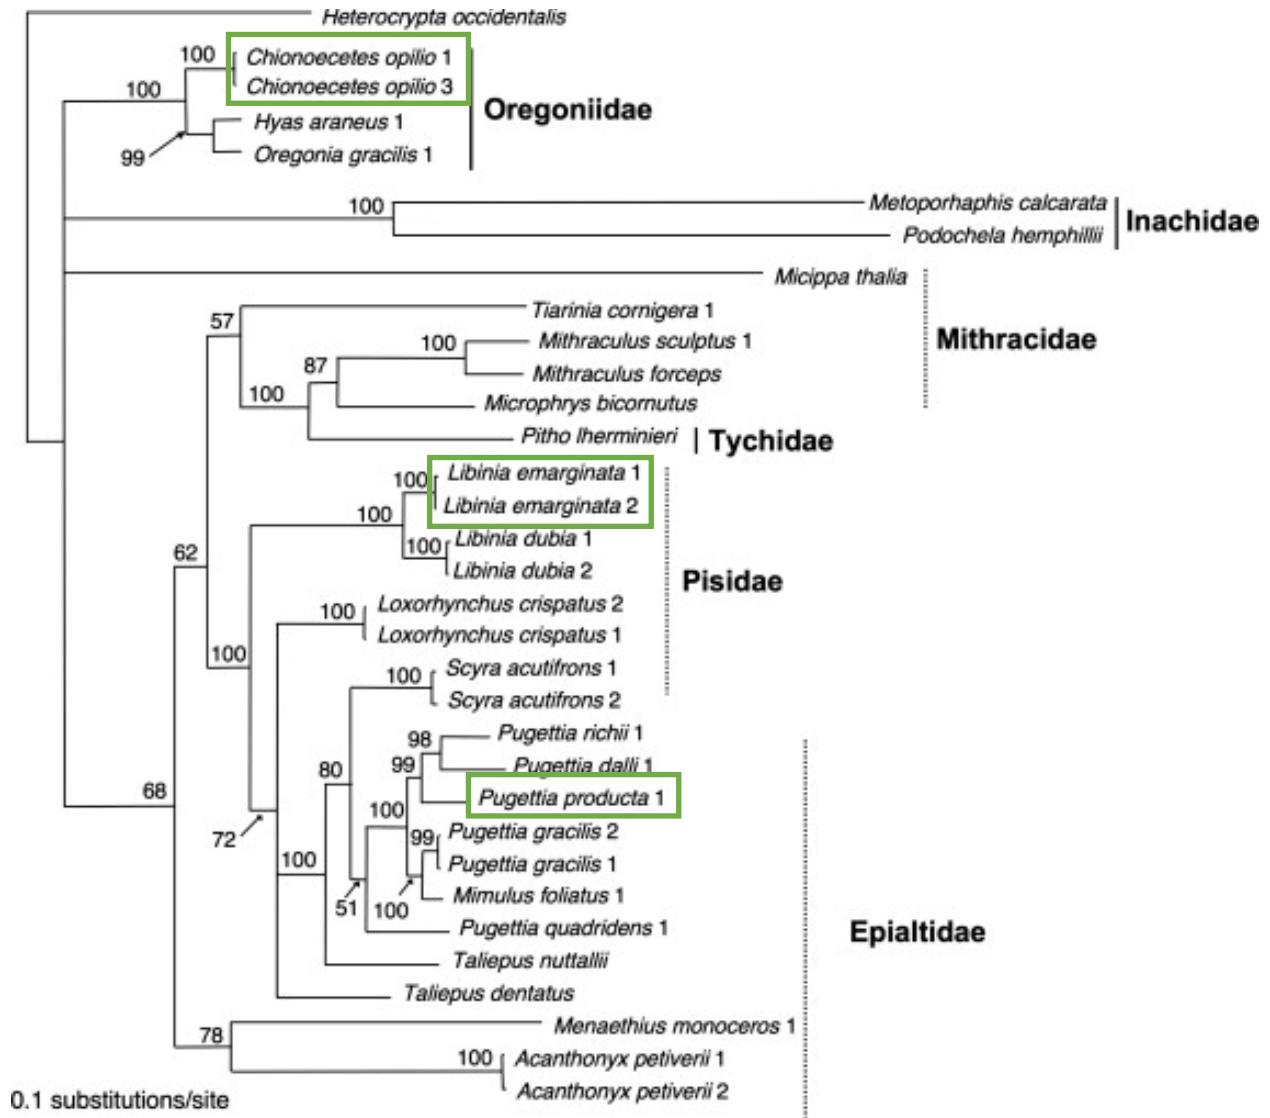 Heterocrypta occidentalis
100
Chionoecetes opilio 1
Chionoecetes opilio 3
100
Oregoniidae
Hyas araneus 1
99
Oregonia gracilis 1
100
Metoporhaphis calcarata
Inachidae
Podochela hemphillii
Micippa thalia
Tiarinia cornigera 1
57
Mithracidae
100
Mithraculus sculptus 1
87
Mithraculus forceps
100
Microphrys bicornutus
Pitho lherminieri
Tychidae
100
Libinia emarginata 1
Libinia emarginata 2
100
Libinia dubia 1
100
Libinia dubia 2
62
Pisidae
100
Loxorhynchus crispatus 2
Loxorhynchus crispatus 1
100
Scyra acutifrons 1
100
Scyra acutifrons 2
98
Pugettia richii 1
99
Pugettia dalli 1
80
68
Pugettia producta 1
100
72
99
Pugettia gracilis 2
100
Pugettia gracilis 1
51
100
Mimulus foliatus 1
Pugettia quadridens 1
Epialtidae
Taliepus nuttallii
Taliepus dentatus
78
Menaethius monoceros 1
100
Acanthonyx petiverii 1
Acanthonyx petiverii 2
0.1 substitutions/site